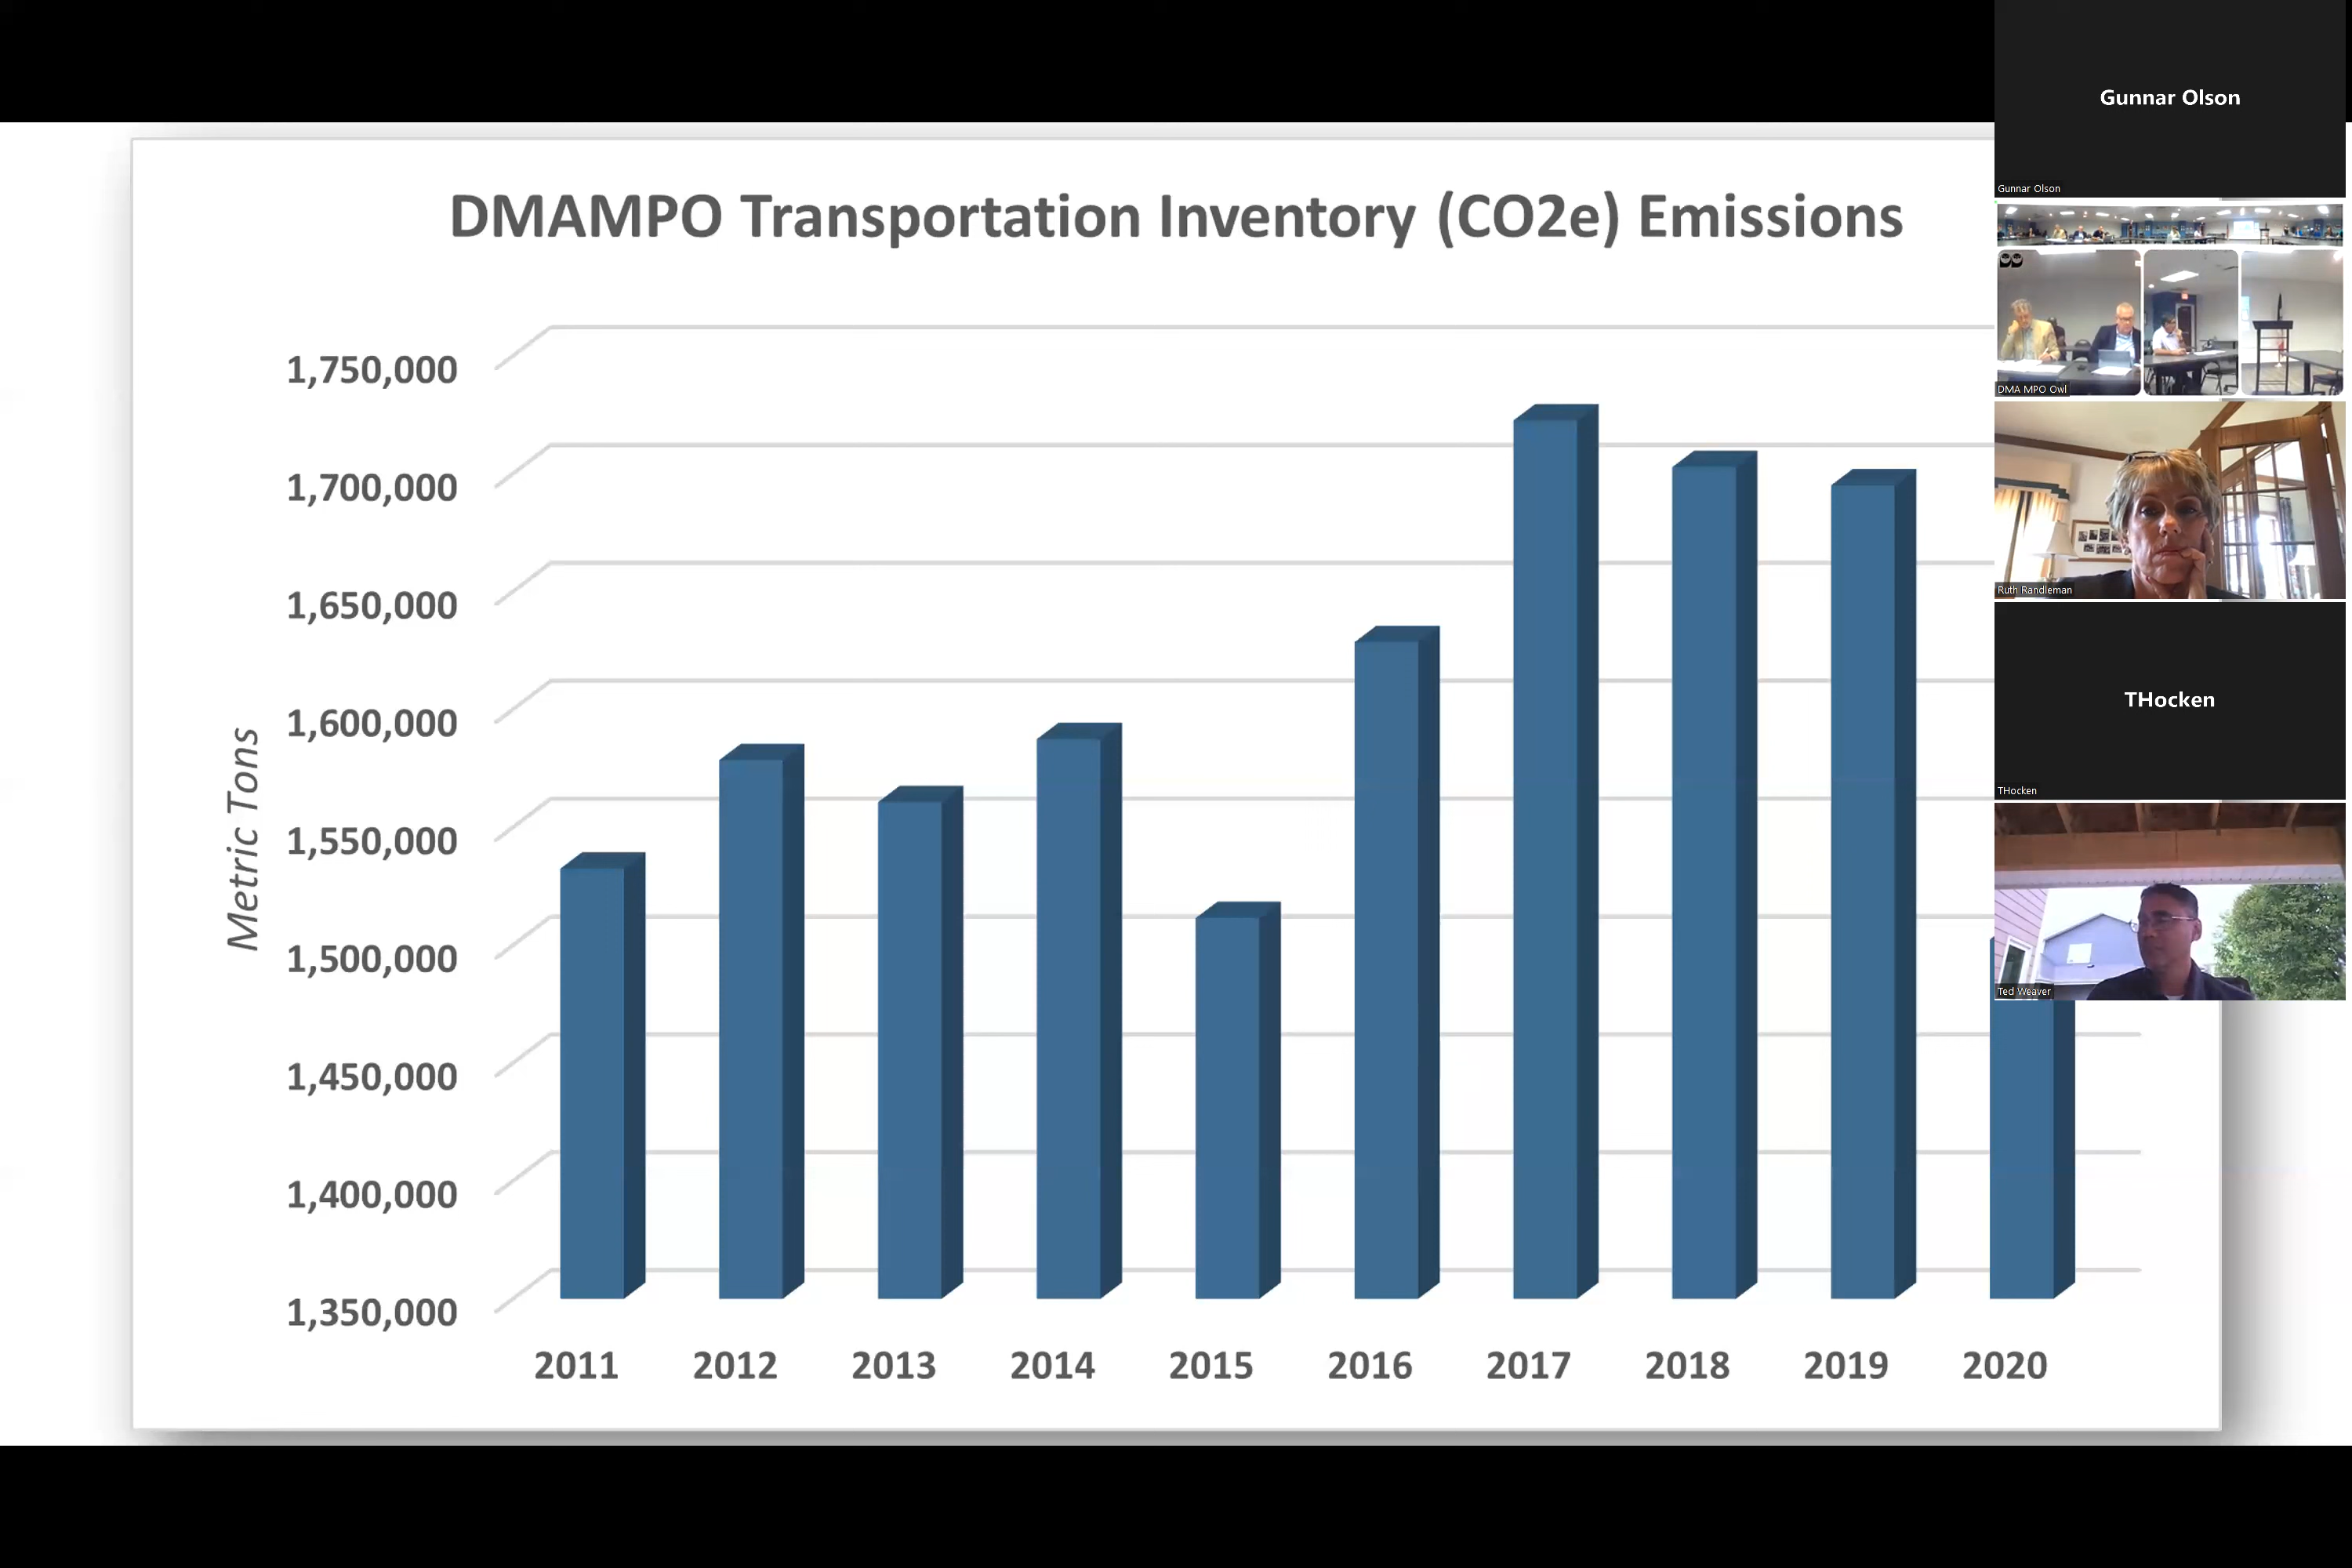 DMAMPO Transportation Inventory (CO2e) Emissions
Metric Tons
1,750,000
1,700,000
1,650,000
1,600,000
1,550,000
1,500,000
1,450,000
1,400,000
1,350,000
2011 2012 2013 2014 2015 2016 2017 2018 2019 2020
Gunnar Olson
Gunnar Olson
DMA MPO Owl
Ruth Randleman
THocken
THocken
Ted Weaver